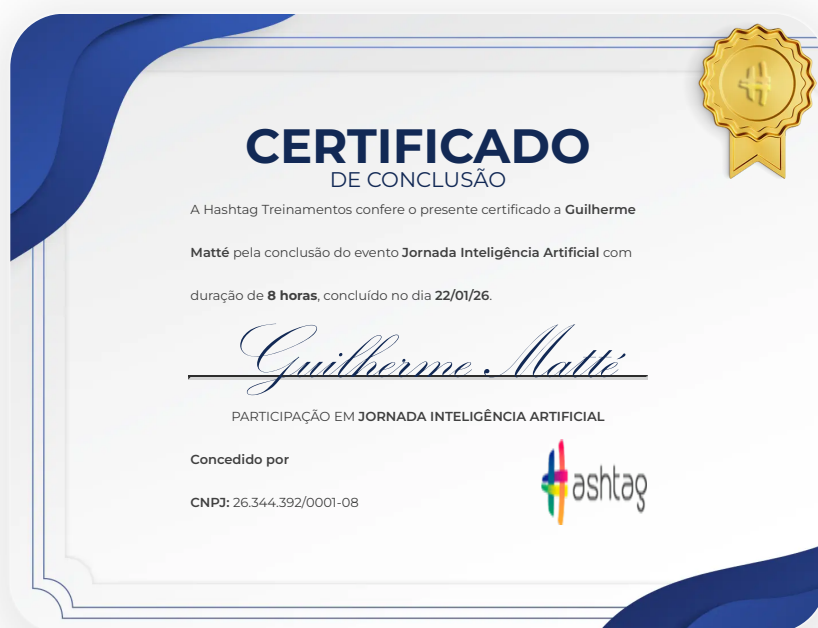 CERTIFICADO
DE CONCLUSÃO
A Hashtag Treinamentos confere o presente certificado a Guilherme
Matté pela conclusão do evento Jornada Inteligência Artificial com
duração de 8 horas, concluído no dia 22/01/26.
Guilherme Matté
PARTICIPAÇÃO EM JORNADA INTELIGÊNCIA ARTIFICIAL
Concedido por
ashtag
CNPJ: 26.344.392/0001-08